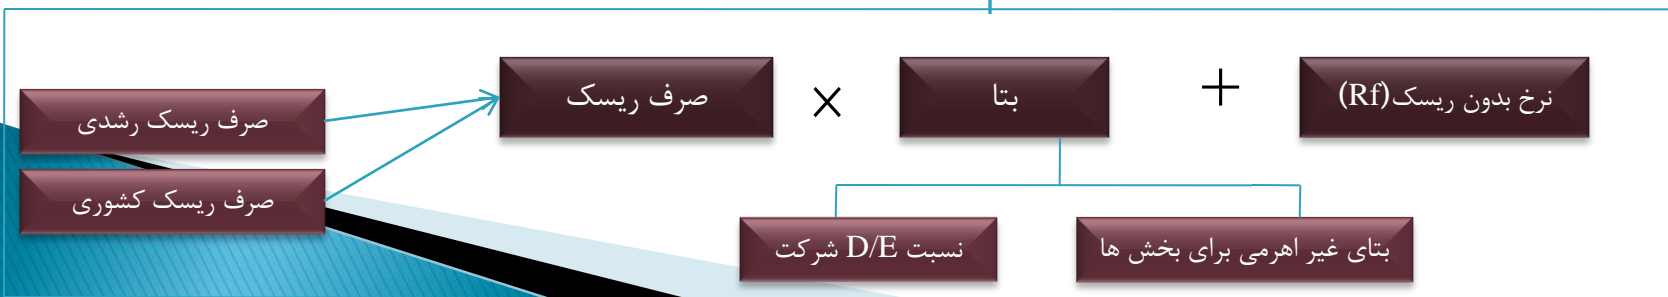 نرخ بدون ریسک(Rf)
+
بتا
×
صرف ریسک
صرف ریسک رشدی
صرف ریسک کشوری
بتای غیر اهرمی برای بخش ها
نسبت D/E شرکت